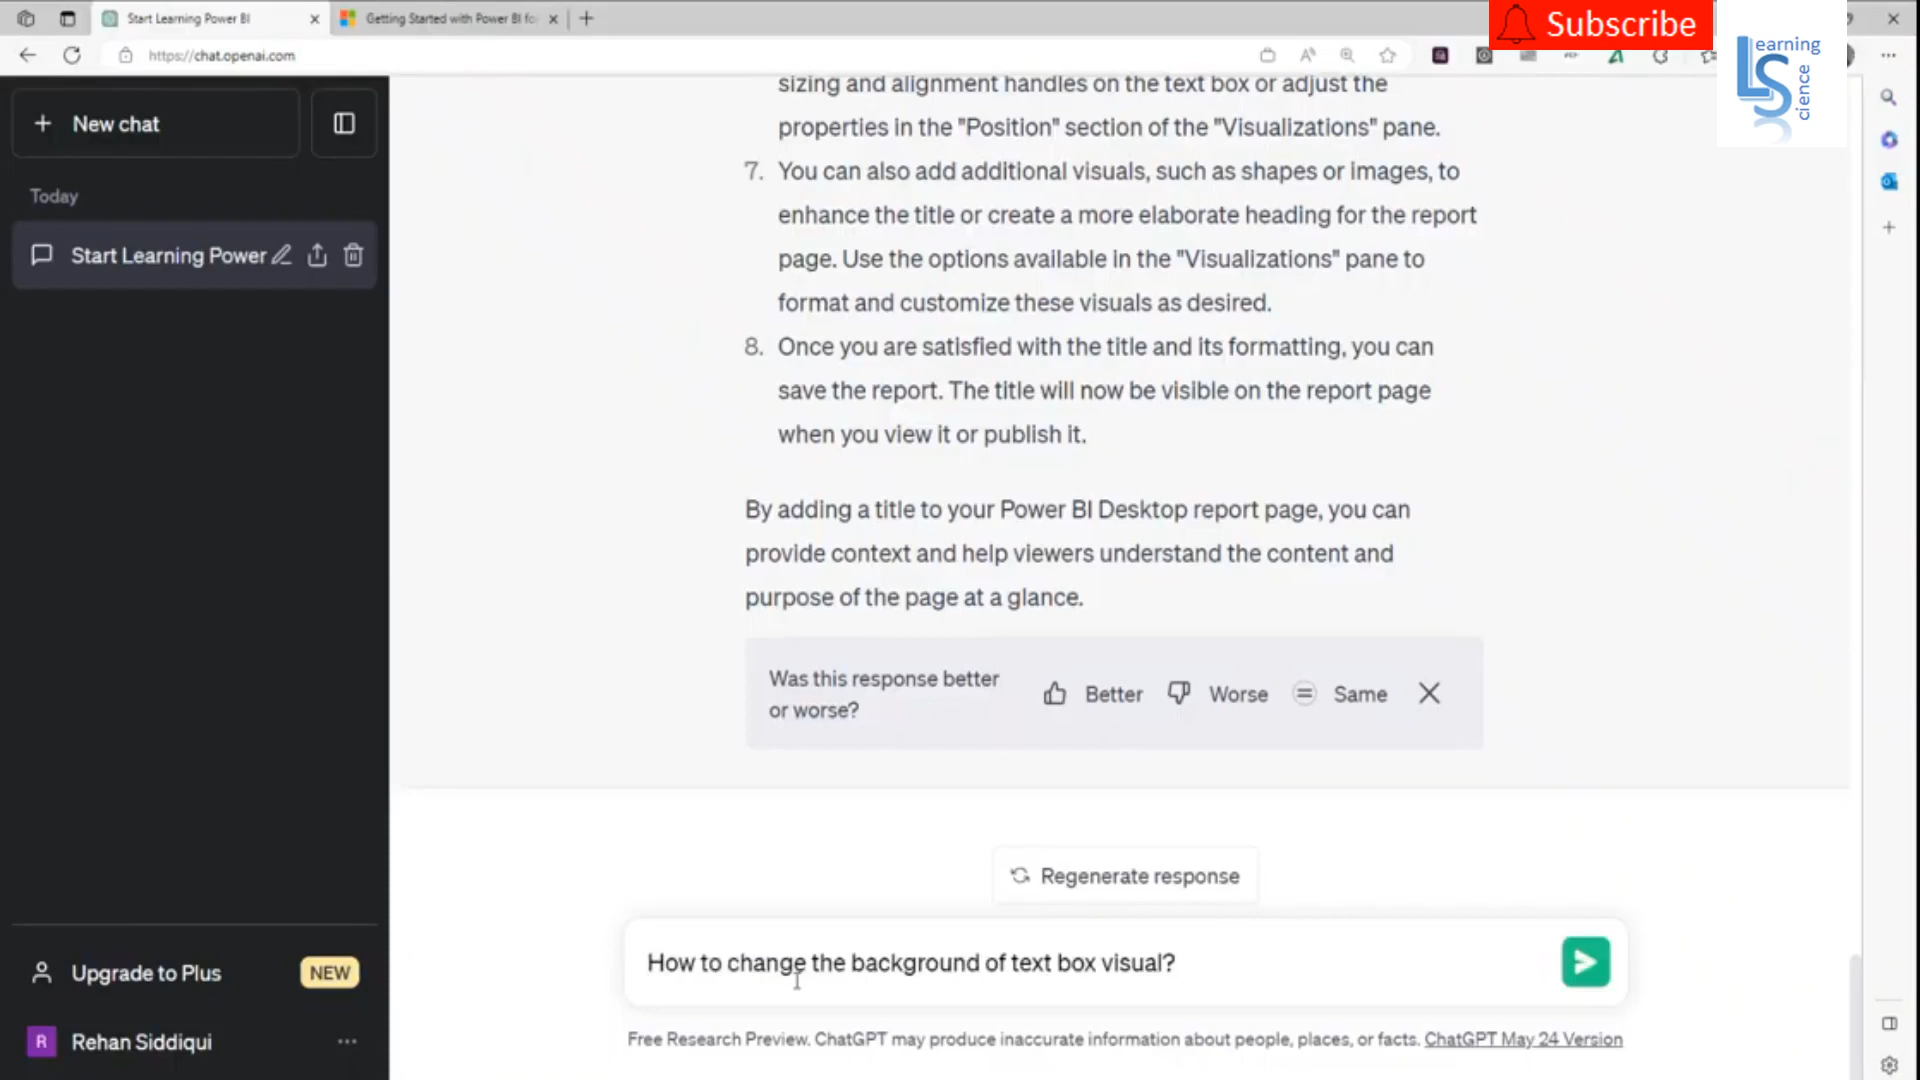 Start Learning Power BI
Getting Started with Power BI fo
Subscribe
https://chat.openai.com
Learning
Science
New chat
Today
Start Learning Power
sizing and alignment handles on the text box or adjust the
properties in the "Position" section of the "Visualizations" pane.
7. You can also add additional visuals, such as shapes or images, to
enhance the title or create a more elaborate heading for the report
page. Use the options available in the "Visualizations" pane to
format and customize these visuals as desired.
8. Once you are satisfied with the title and its formatting, you can
save the report. The title will now be visible on the report page
when you view it or publish it.
By adding a title to your Power BI Desktop report page, you can
provide context and help viewers understand the content and
purpose of the page at a glance.
Was this response better
or worse?
Better
Worse
Same
Regenerate response
How to change the background of text box visual?
Free Research Preview. ChatGPT may produce inaccurate information about people, places, or facts. ChatGPT May 24 Version
Upgrade to Plus
NEW
R
Rehan Siddiqui